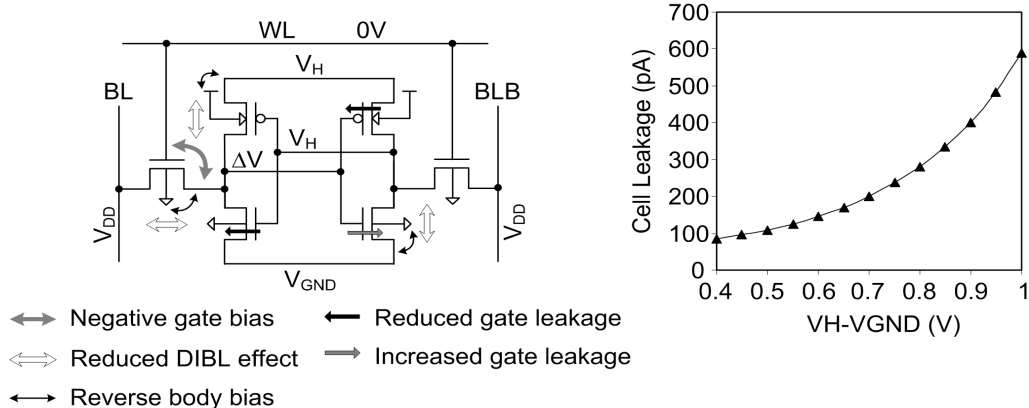 WL 0V
V_H
BL
BLB
V_H
ΔV
V_DD
V_DD
V_GND
Negative gate bias
Reduced gate leakage
Reduced DIBL effect
Increased gate leakage
Reverse body bias
Cell Leakage (pA)
700
600
500
400
300
200
100
0
0.4 0.5 0.6 0.7 0.8 0.9 1
VH-VGND (V)